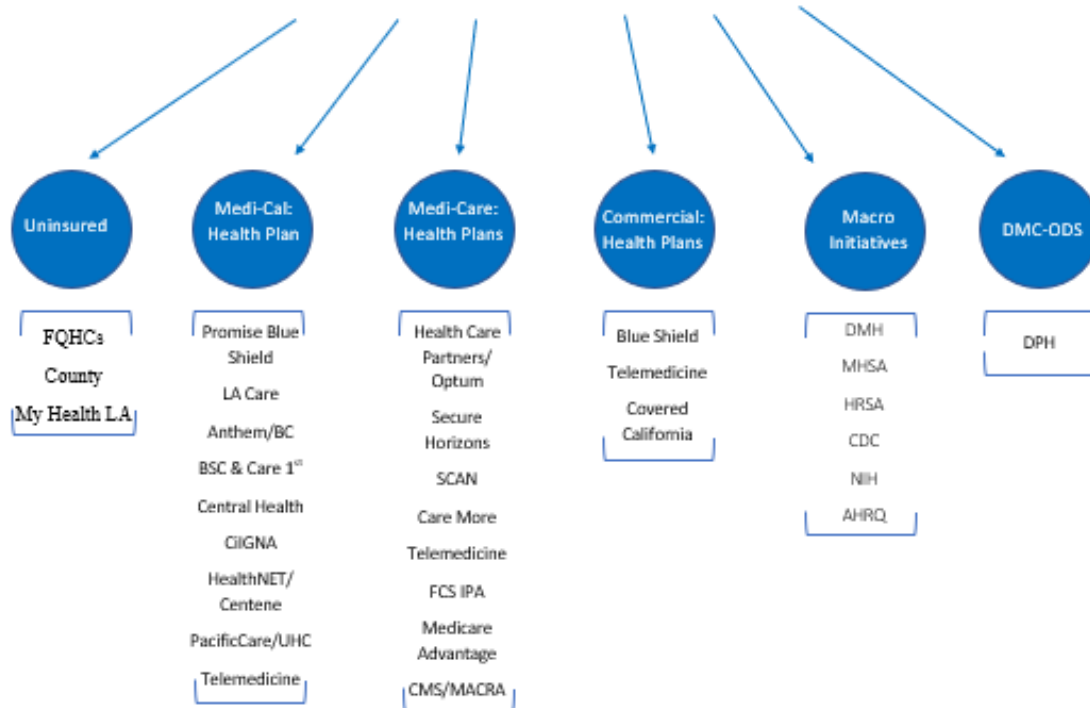 Uninsured
Medi-Cal:
Health Plan
Medi-Care:
Health Plans
Commercial:
Health Plans
Macro
Initiatives
DMC-ODS
FQHCs
County
My Health LA
Promise Blue
Shield
LA Care
Anthem/BC
BSC & Care 1st
Central Health
CilGNA
HealthNET/
Centene
PacificCare/UHC
Telemedicine
Health Care
Partners/
Optum
Secure
Horizons
SCAN
Care More
Telemedicine
FCS IPA
Medicare
Advantage
CMS/MACRA
Blue Shield
Telemedicine
Covered
California
DMH
MHSA
HRSA
CDC
NIH
AHRQ
DPH